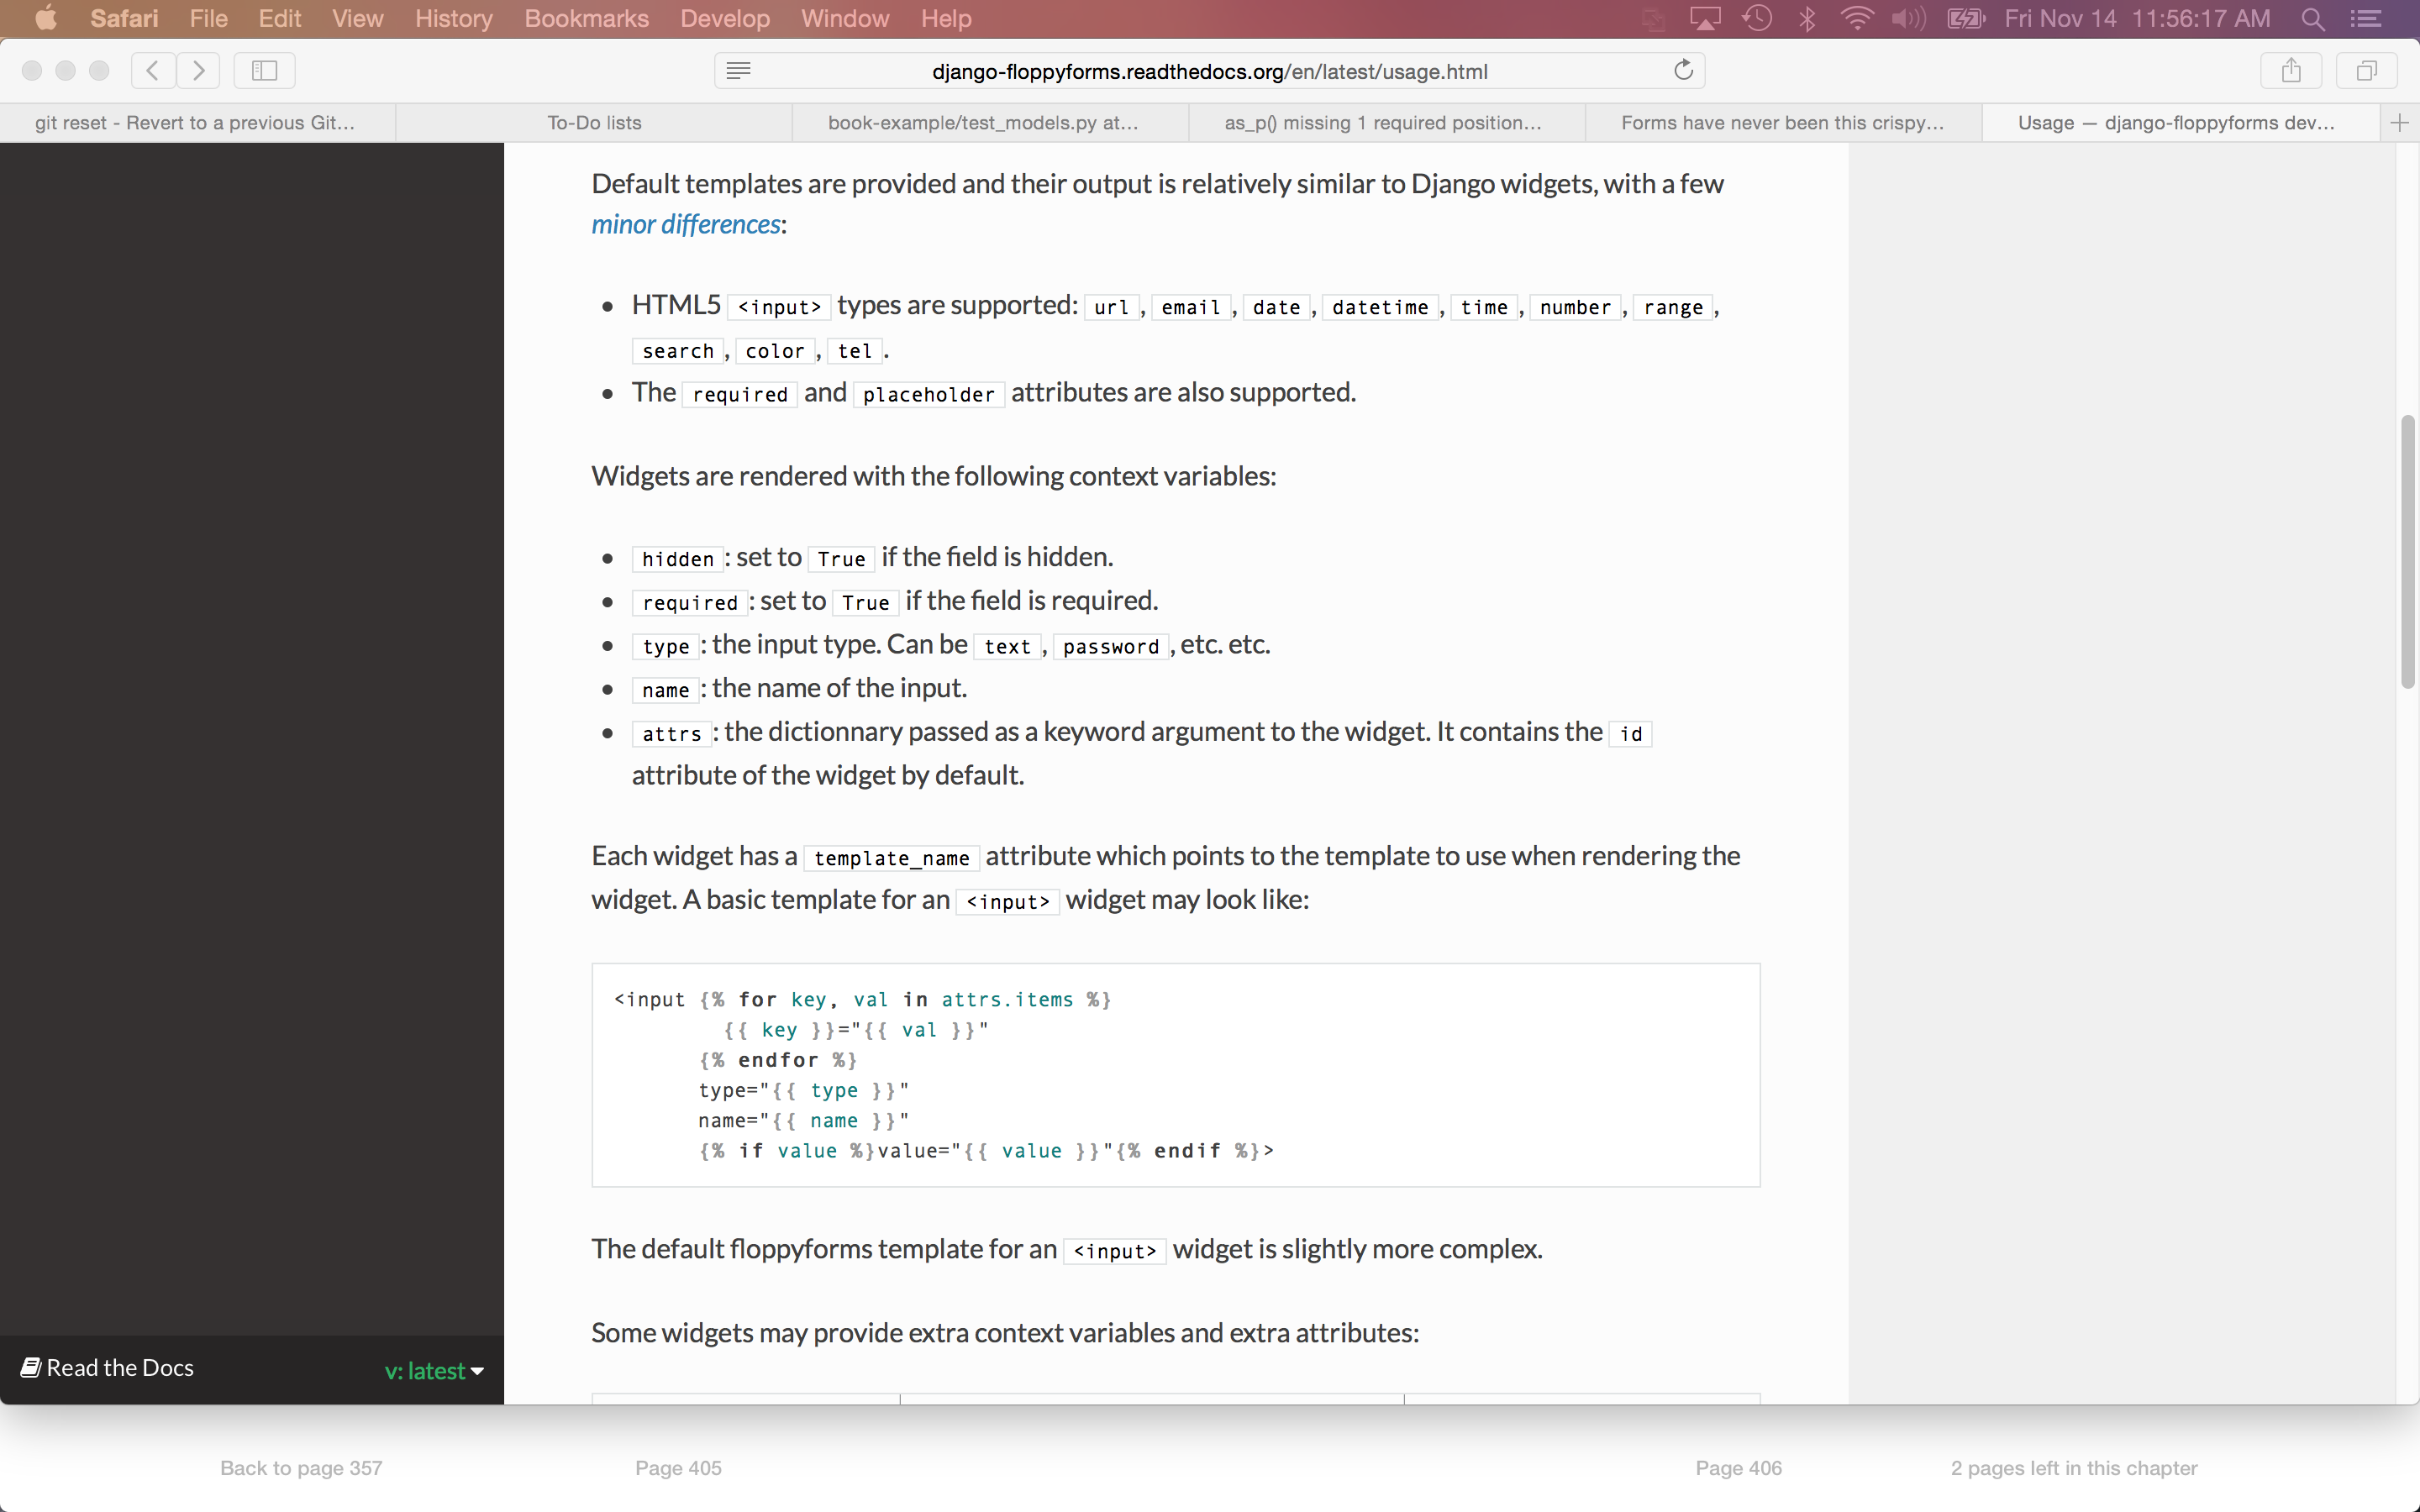 Safari File Edit View History Bookmarks Develop Window Help Fri Nov 14 11:56:17 AM
django-floppyforms.readthedocs.org/en/latest/usage.html
git reset - Revert to a previous Git... To-Do lists book-example/test_models.py at... as_p() missing 1 required position... Forms have never been this crispy... Usage — django-floppyforms dev...
Default templates are provided and their output is relatively similar to Django widgets, with a few
minor differences:
• HTML5 <input> types are supported: url, email, date, datetime, time, number, range,
search, color, tel.
• The required and placeholder attributes are also supported.
Widgets are rendered with the following context variables:
• hidden: set to True if the field is hidden.
• required: set to True if the field is required.
• type: the input type. Can be text, password, etc. etc.
• name: the name of the input.
• attrs: the dictionnary passed as a keyword argument to the widget. It contains the id
attribute of the widget by default.
Each widget has a template_name attribute which points to the template to use when rendering the
widget. A basic template for an <input> widget may look like:
<input {% for key, val in attrs.items %}
{{ key }}="{{ val }}"
{% endfor %}
type="{{ type }}"
name="{{ name }}"
{% if value %}value="{{ value }}"{% endif %}>
The default floppyforms template for an <input> widget is slightly more complex.
Some widgets may provide extra context variables and extra attributes:
Read the Docs v: latest
Back to page 357 Page 405 Page 406 2 pages left in this chapter